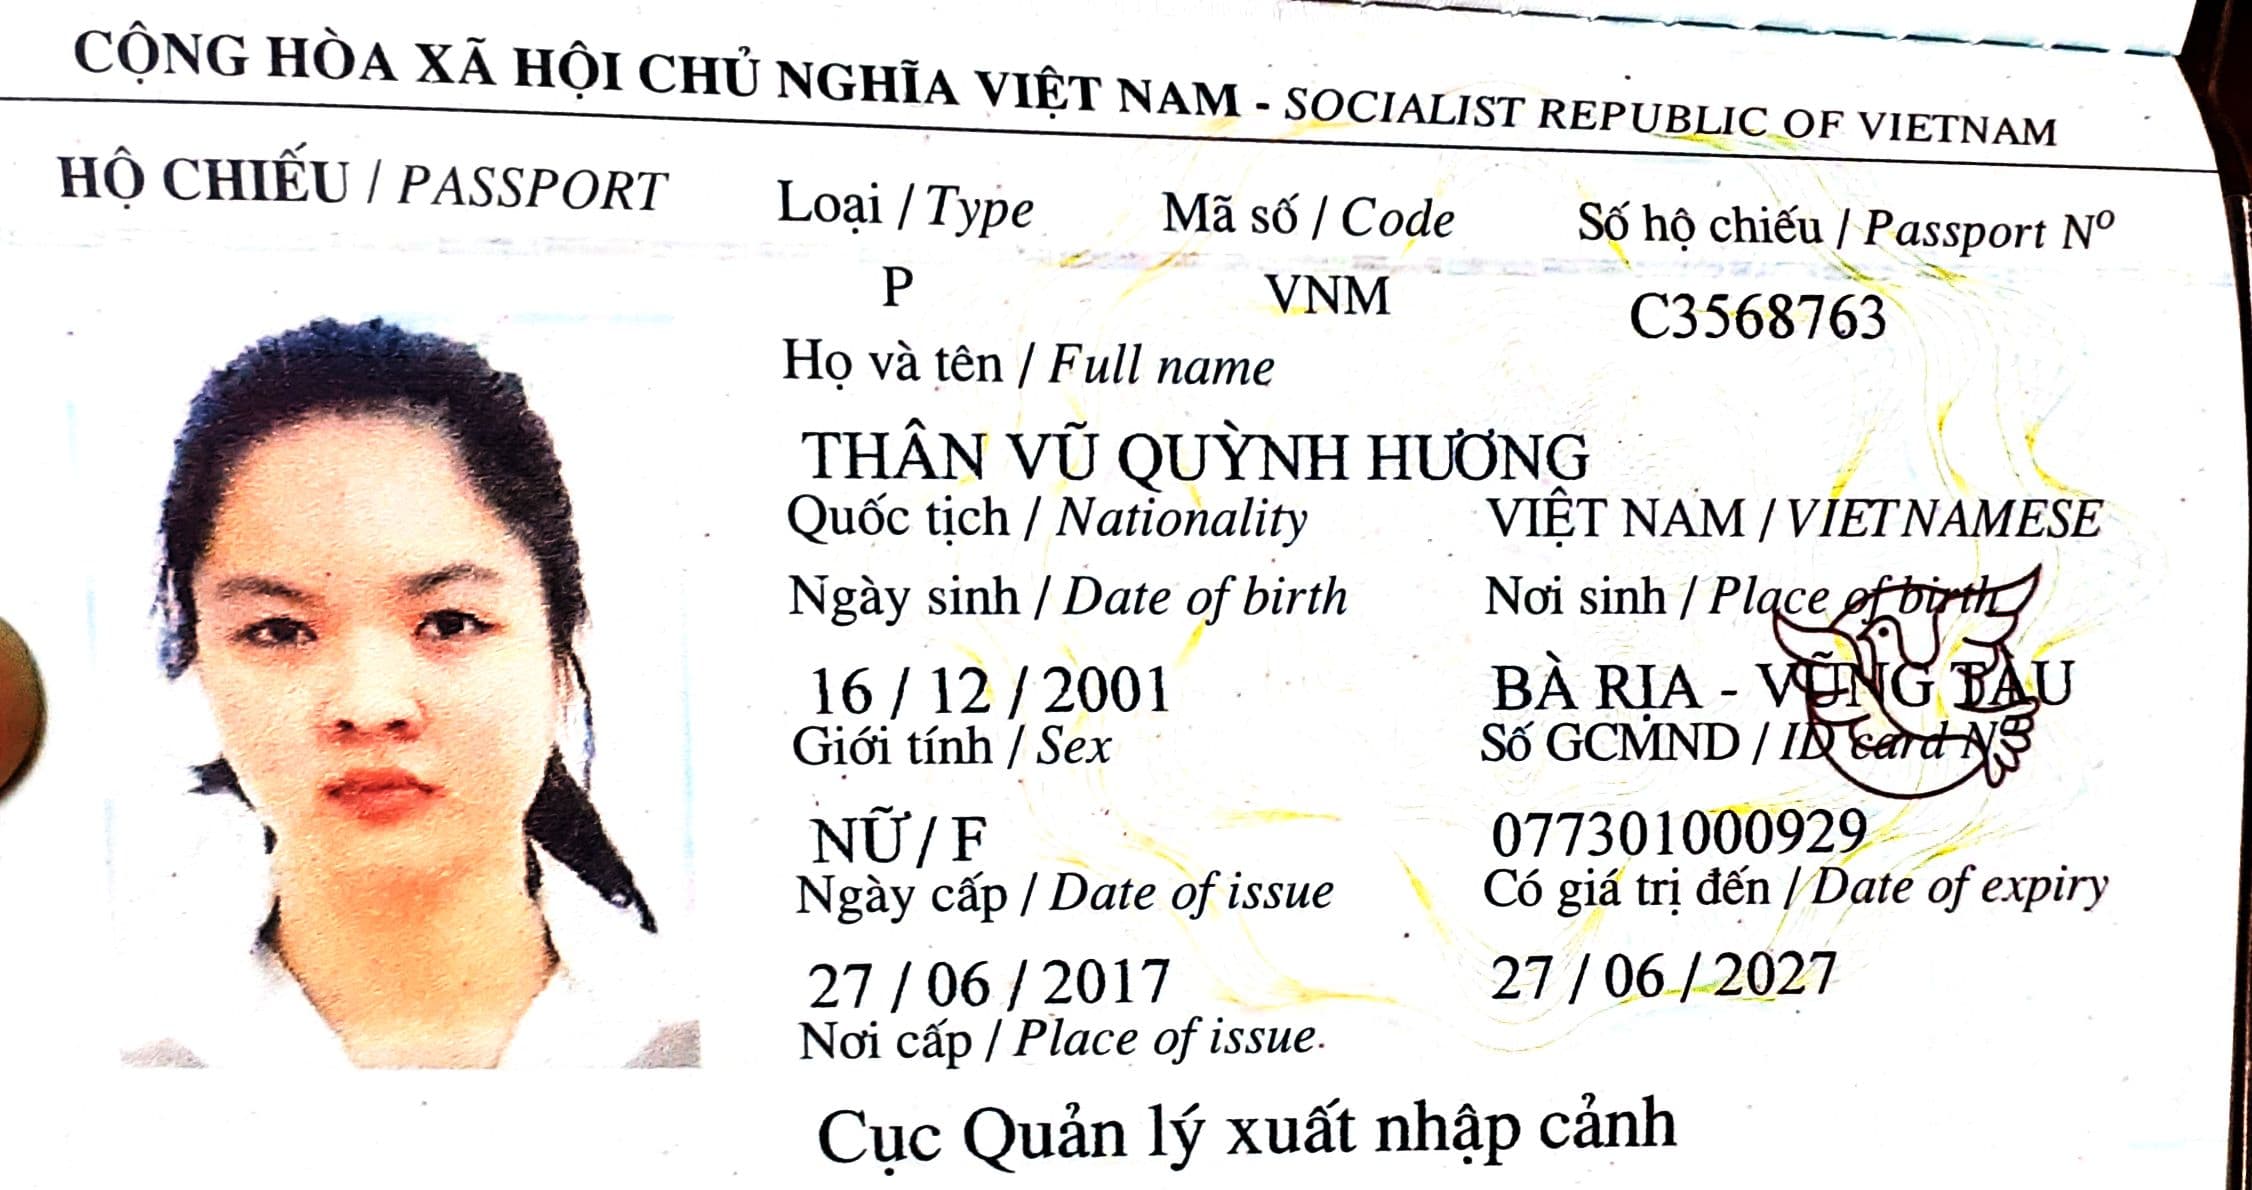 CỘNG HÒA XÃ HỘI CHỦ NGHĨA VIỆT NAM - SOCIALIST REPUBLIC OF VIETNAM
HỘ CHIẾU / PASSPORT Loại / Type Mã số / Code Số hộ chiếu / Passport Nº
P VNM C3568763
Họ và tên / Full name
THÂN VŨ QUỲNH HƯƠNG
Quốc tịch / Nationality VIỆT NAM / VIETNAMESE
Ngày sinh / Date of birth Nơi sinh / Place of birth
16 / 12 / 2001 BÀ RỊA - VŨNG TÀU
Giới tính / Sex Số GCMND / ID card Nº
NỮ / F 077301000929
Ngày cấp / Date of issue Có giá trị đến / Date of expiry
27 / 06 / 2017 27 / 06 / 2027
Nơi cấp / Place of issue
Cục Quản lý xuất nhập cảnh